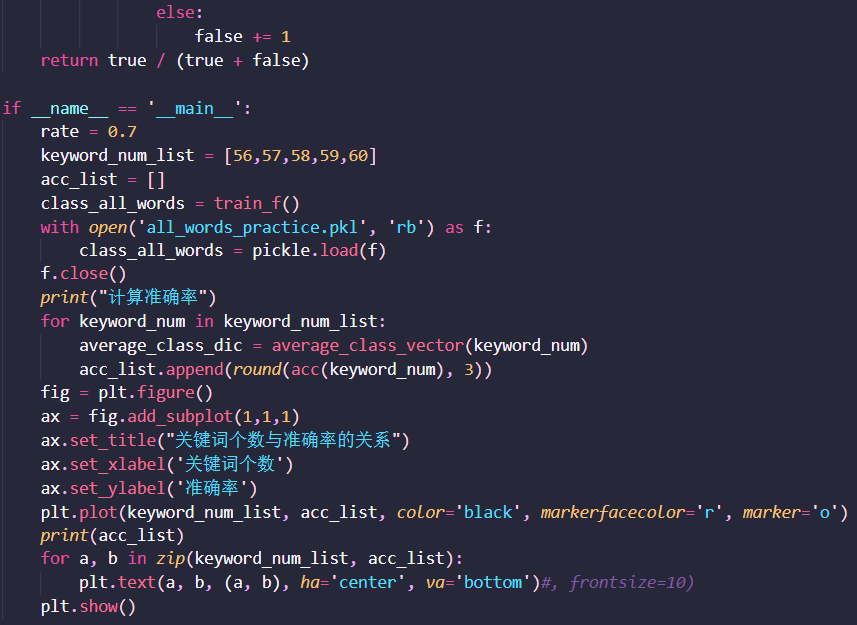 else:
false += 1
return true / (true + false)
if __name__ == '__main__':
rate = 0.7
keyword_num_list = [56,57,58,59,60]
acc_list = []
class_all_words = train_f()
with open('all_words_practice.pkl', 'rb') as f:
class_all_words = pickle.load(f)
f.close()
print("计算准确率")
for keyword_num in keyword_num_list:
average_class_dic = average_class_vector(keyword_num)
acc_list.append(round(acc(keyword_num), 3))
fig = plt.figure()
ax = fig.add_subplot(1,1,1)
ax.set_title("关键词个数与准确率的关系")
ax.set_xlabel('关键词个数')
ax.set_ylabel('准确率')
plt.plot(keyword_num_list, acc_list, color='black', markerfacecolor='r', marker='o')
print(acc_list)
for a, b in zip(keyword_num_list, acc_list):
plt.text(a, b, (a, b), ha='center', va='bottom')#, frontsize=10)
plt.show()